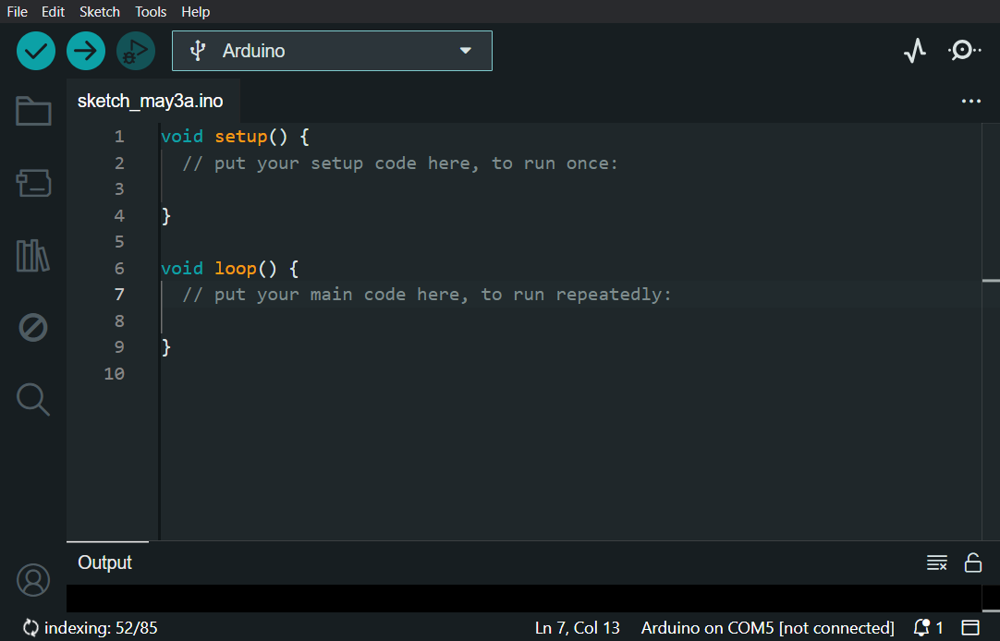 File Edit Sketch Tools Help
Arduino
sketch_may3a.ino
1 void setup() {
2   // put your setup code here, to run once:
3
4 }
5
6 void loop() {
7   // put your main code here, to run repeatedly:
8
9 }
10
Output
indexing: 52/85 Ln 7, Col 13 Arduino on COM5 [not connected] 1